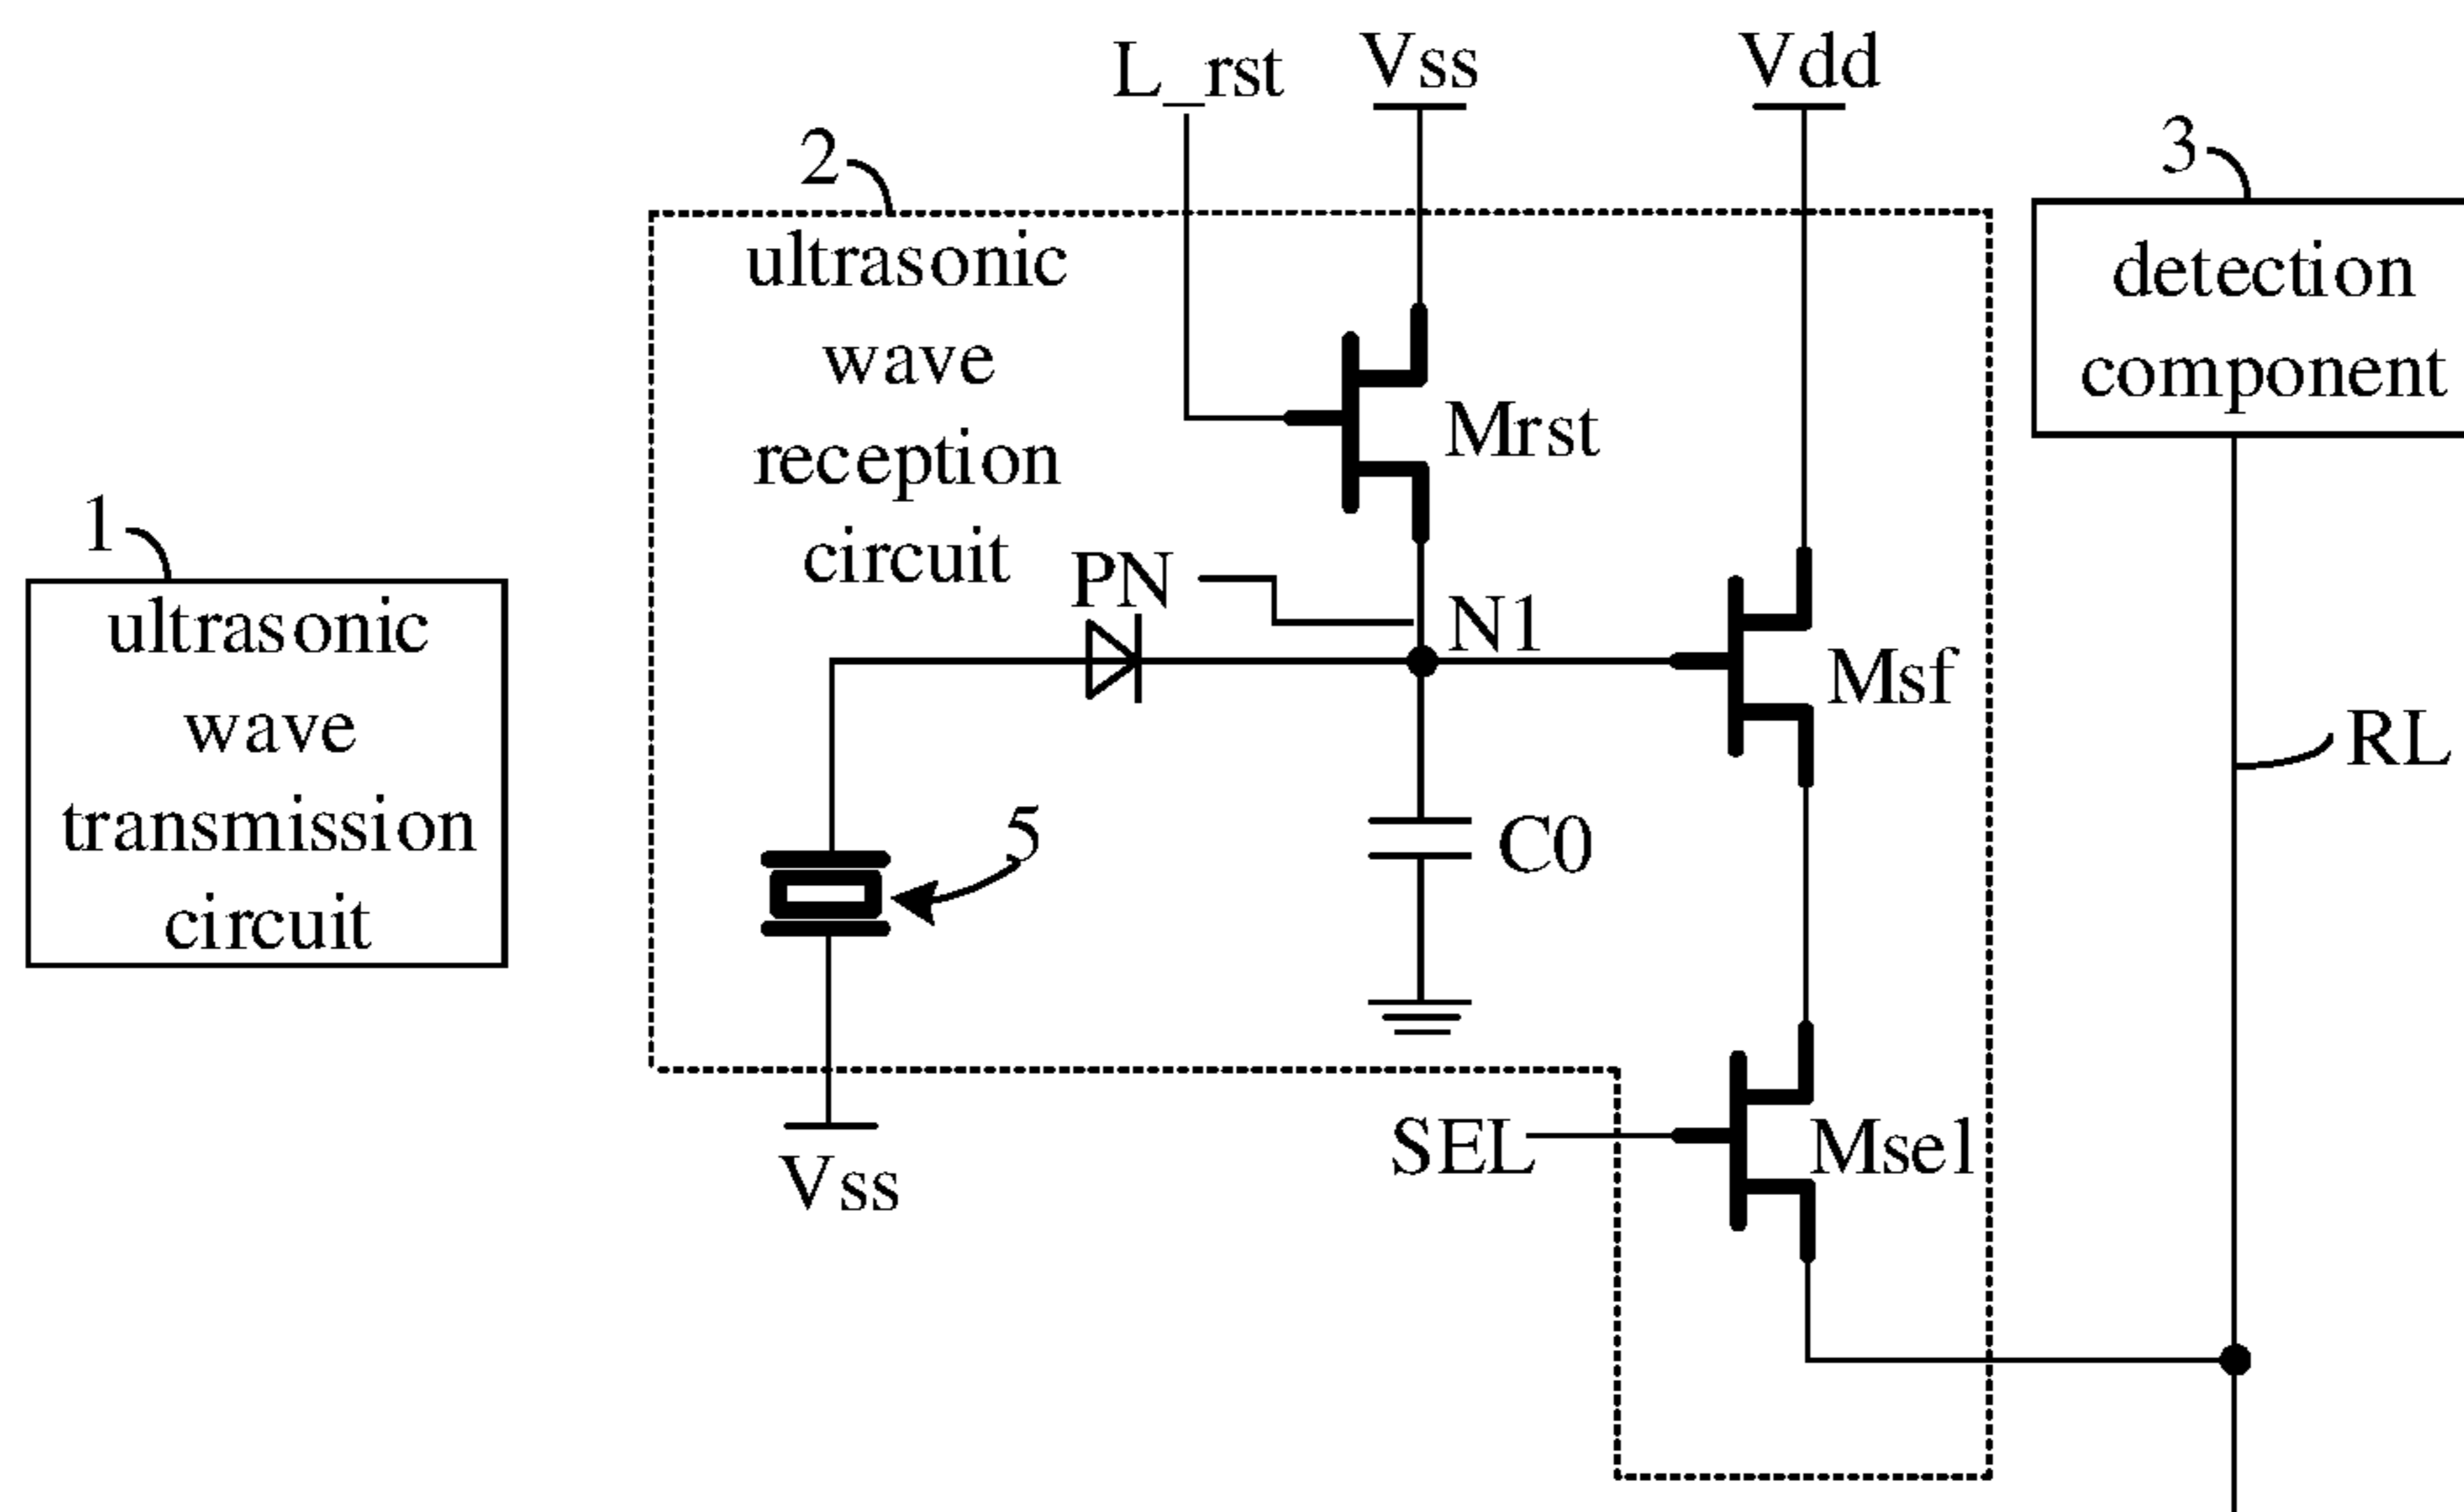 L_rst
Vss
Vdd
2
3
ultrasonic
wave
reception
circuit
detection
component
Mrst
1
ultrasonic
wave
transmission
circuit
PN
N1
Msf
RL
5
C0
SEL
Msel
Vss